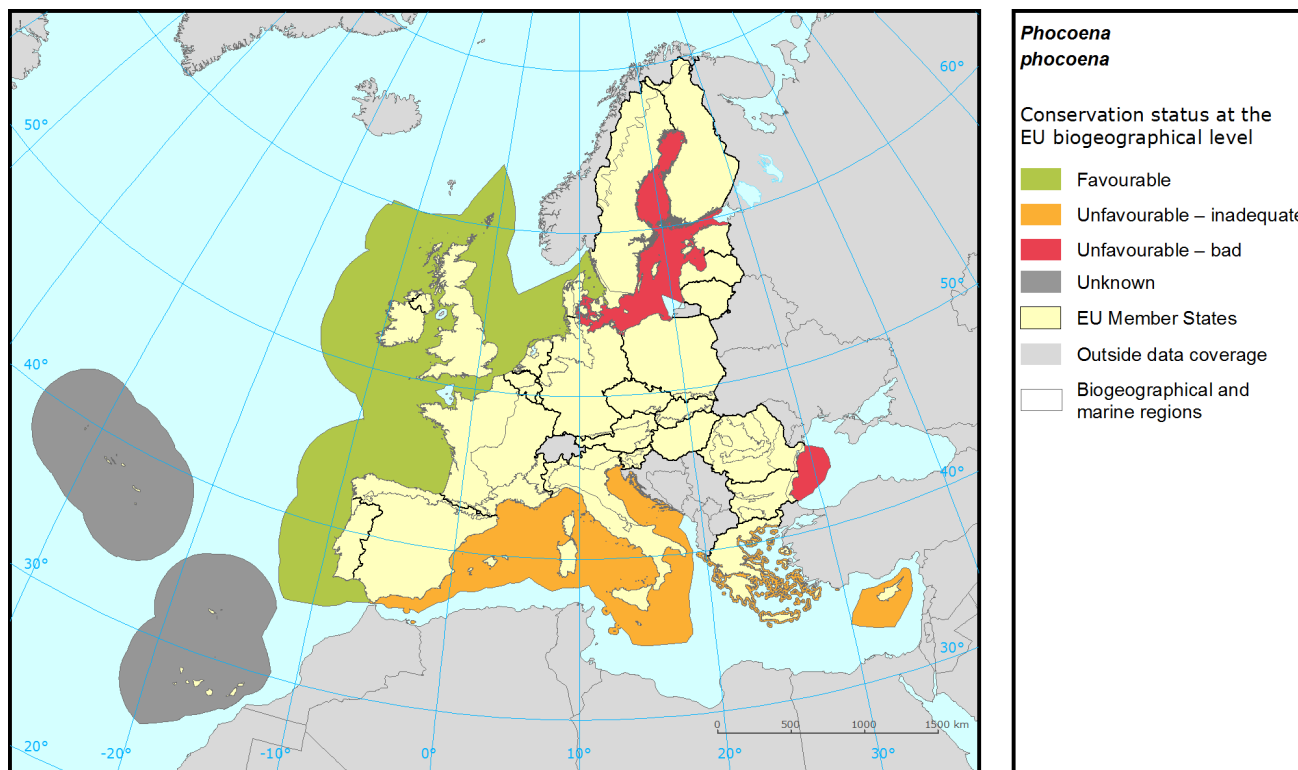 Phocoena
phocoena
Conservation status at the
EU biogeographical level
Favourable
Unfavourable – inadequate
Unfavourable – bad
Unknown
EU Member States
Outside data coverage
Biogeographical and
marine regions
60°
50°
50°
40°
40°
30°
30°
20°
-20°
-10°
0°
10°
20°
30°
0 500 1000 1500 km